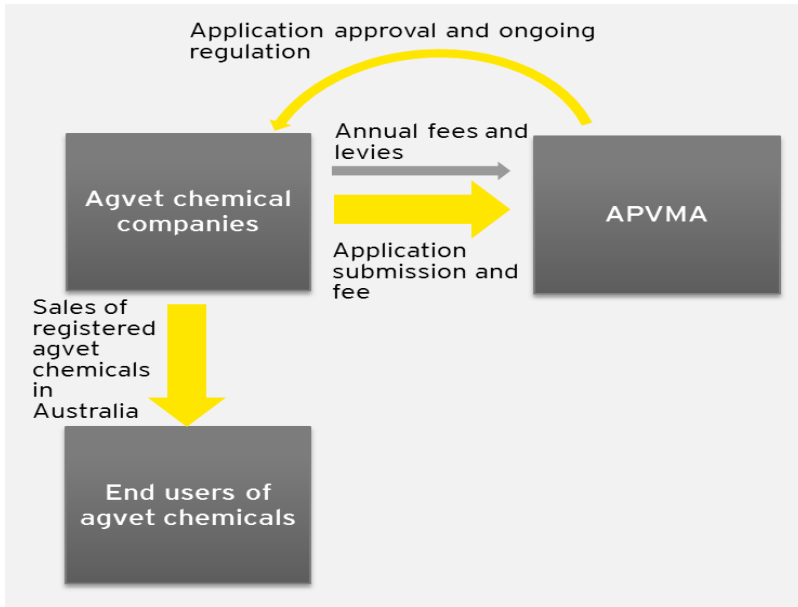 Application approval and ongoing
regulation
Annual fees and
levies
Agvet chemical
companies
APVMA
Application
submission and
fee
Sales of
registered
agvet
chemicals
in
Australia
End users of
agvet chemicals